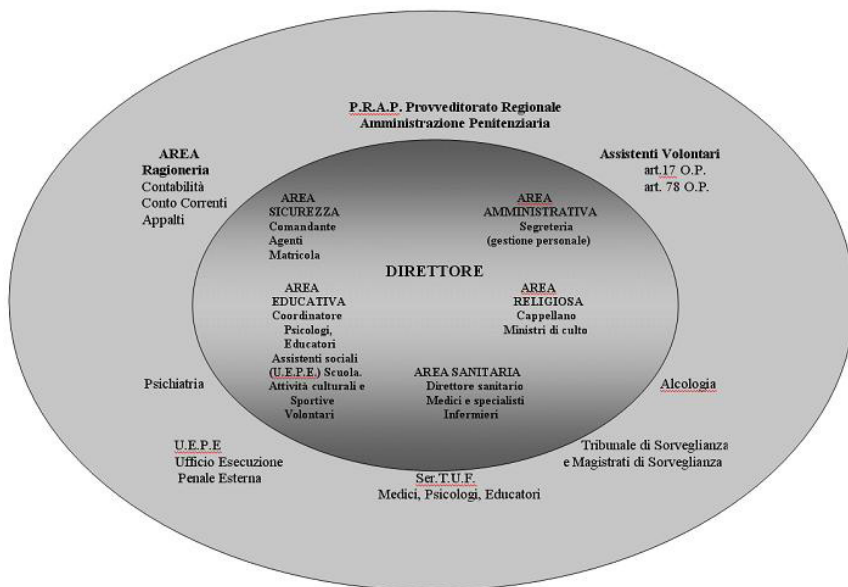 P.R.A.P. Provveditorato Regionale
Amministrazione Penitenziaria
AREA
Ragioneria
Contabilità
Conto Correnti
Appalti
Assistenti Volontari
art.17 O.P.
art. 78 O.P.
AREA
SICUREZZA
Comandante
Agenti
Matricola
AREA
AMMINISTRATIVA
Segreteria
(gestione personale)
DIRETTORE
AREA
EDUCATIVA
Coordinatore
Psicologi,
Educatori
Assistenti sociali
(U.E.P.E.) Scuola.
Attività culturali e
Sportive
Volontari
AREA
RELIGIOSA
Cappellano
Ministri di culto
AREA SANITARIA
Direttore sanitario
Medici e specialisti
Infermieri
Psichiatria
Alcologia
U.E.P.E
Ufficio Esecuzione
Penale Esterna
Ser.T.U.F.
Medici, Psicologi, Educatori
Tribunale di Sorveglianza
e Magistrati di Sorveglianza